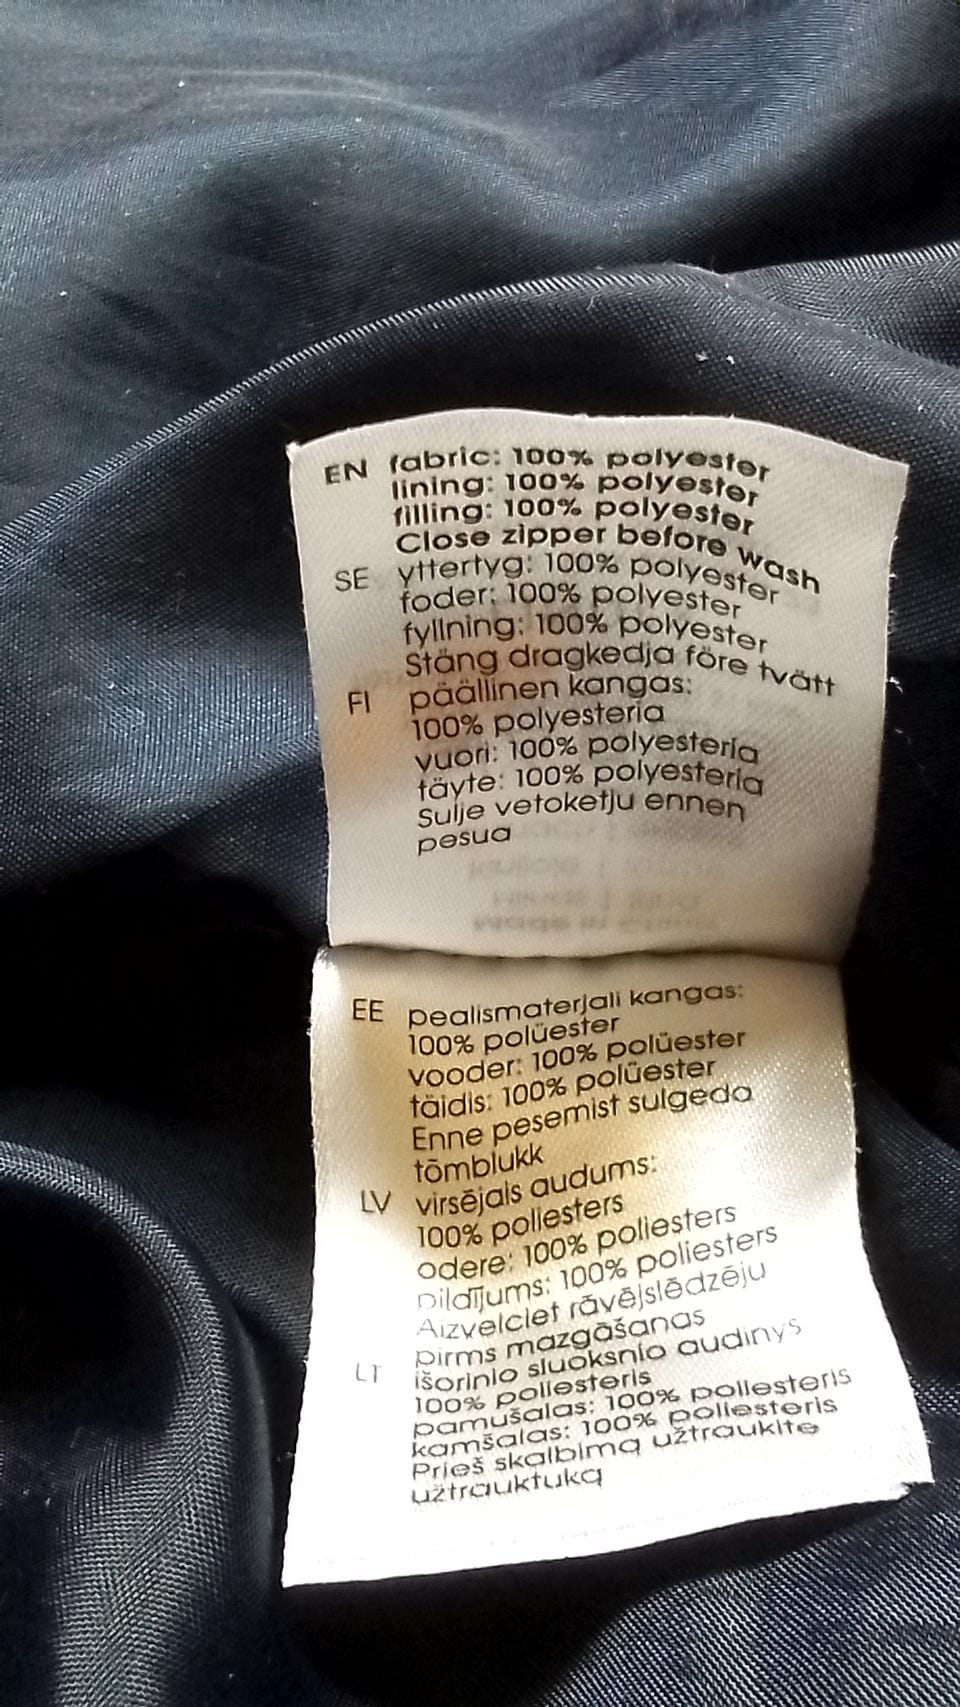 EN fabric: 100% polyester
lining: 100% polyester
filling: 100% polyester
Close zipper before wash
SE yttertyg: 100% polyester
foder: 100% polyester
fyllning: 100% polyester
Stäng dragkedja före tvätt
FI päällinen kangas:
100% polyesteria
vuori: 100% polyesteria
täyte: 100% polyesteria
Sulje vetoketju ennen
pesua
EE pealismaterjali kangas:
100% polüester
vooder: 100% polüester
täidis: 100% polüester
Enne pesemist sulgeda
tõmblukk
LV virsējais audums:
100% poliesters
odere: 100% poliesters
pildījums: 100% poliesters
Aizvelciet rāvējslēdzēju
pirms mazgāšanas
LT išorinio sluoksnio audinys
100% poliesteris
pamušalas: 100% poliesteris
kamšalas: 100% poliesteris
Prieš skalbimą užtraukite
užtrauktuką